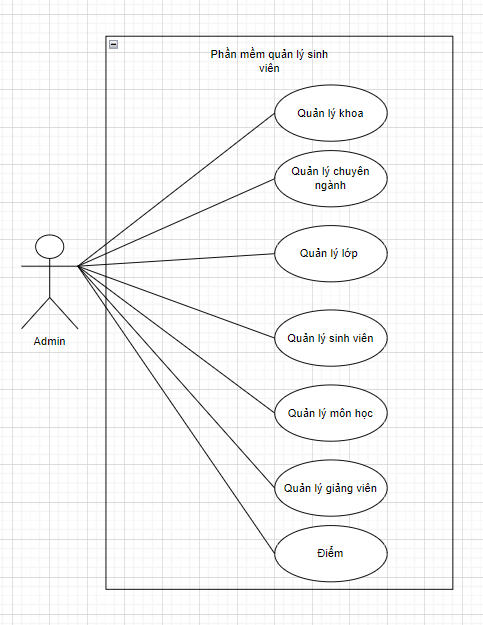 Phần mềm quản lý sinh
viên
Quản lý khoa
Quản lý chuyên
ngành
Quản lý lớp
Quản lý sinh viên
Admin
Quản lý môn học
Quản lý giảng viên
Điểm